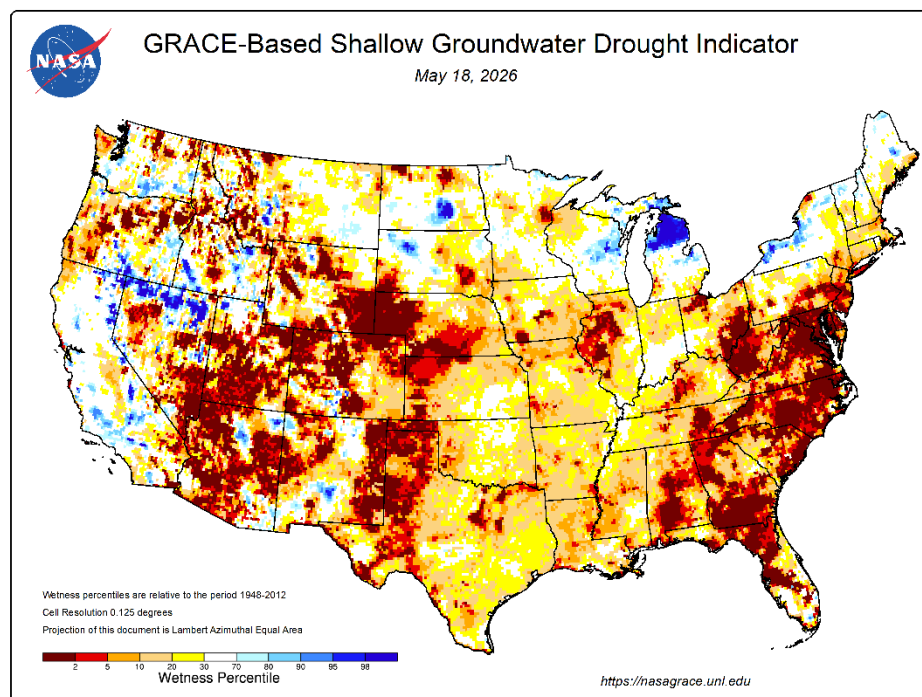 NASA
GRACE-Based Shallow Groundwater Drought Indicator
May 18, 2026
Wetness percentiles are relative to the period 1948-2012
Cell Resolution 0.125 degrees
Projection of this document is Lambert Azimuthal Equal Area
2 5 10 20 30 70 80 90 95 98
Wetness Percentile
https://nasagrace.unl.edu